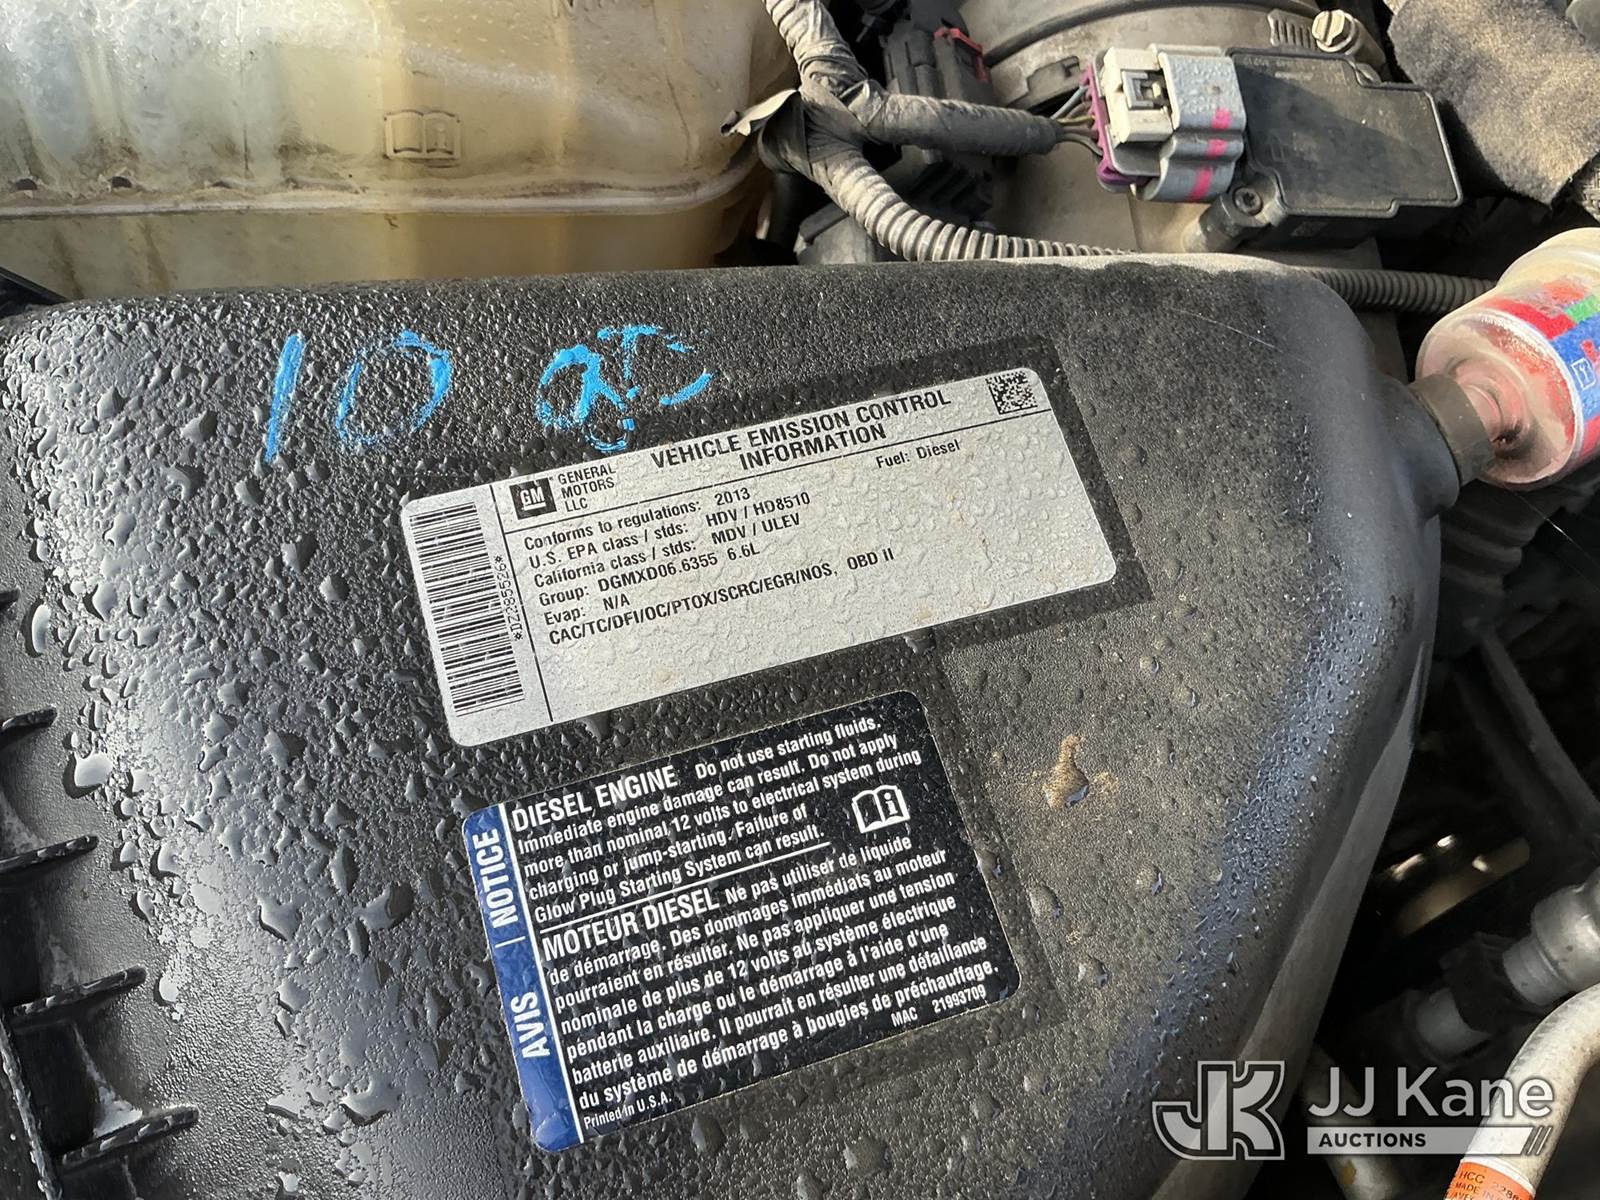 10 QT
GM GENERAL MOTORS LLC
VEHICLE EMISSION CONTROL INFORMATION
Conforms to regulations: 2013 Fuel: Diesel
U.S. EPA class / stds: HDV / HD8510
California class / stds: MDV / ULEV
Group: DGMXD06.6355 6.6L
Evap: N/A
CAC/TC/DFI/OC/PTOX/SCRC/EGR/NOS, OBD II
*DZ285526*
AVIS | NOTICE
DIESEL ENGINE Do not use starting fluids.
Immediate engine damage can result. Do not apply
more than nominal 12 volts to electrical system during
charging or jump-starting. Failure of
Glow Plug Starting System can result.
MOTEUR DIESEL Ne pas utiliser de liquide
de démarrage. Des dommages immédiats au moteur
pourraient en résulter. Ne pas appliquer une tension
nominale de plus de 12 volts au système électrique
pendant la charge ou le démarrage à l'aide d'une
batterie auxiliaire. Il pourrait en résulter une défaillance
du système de démarrage à bougies de préchauffage.
Printed in U.S.A. MAC 21993709
JK JJ Kane
AUCTIONS